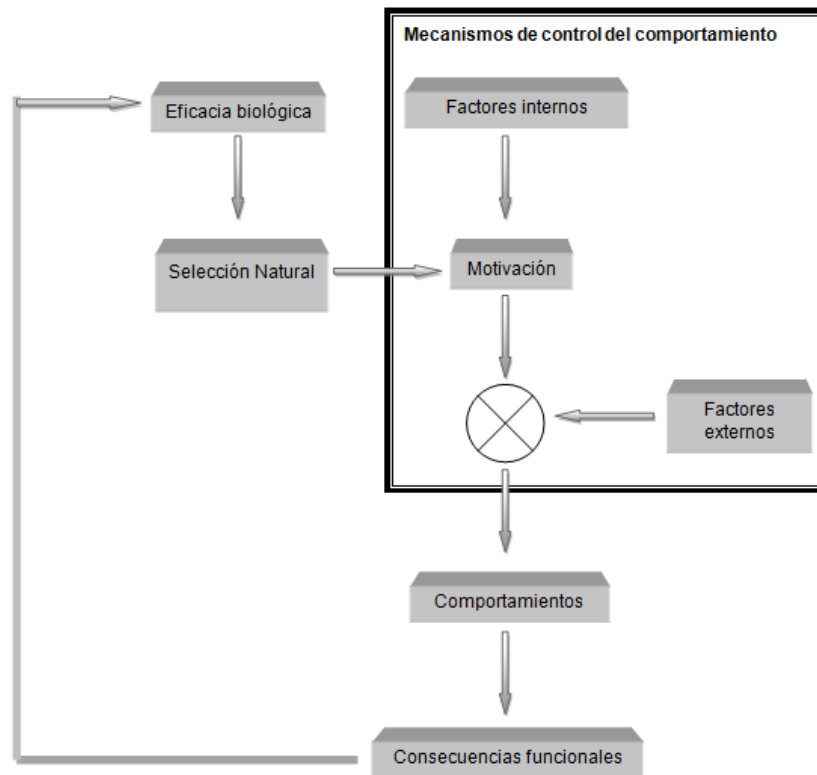 Mecanismos de control del comportamiento
Eficacia biológica
Factores internos
Selección Natural
Motivación
Factores
externos
Comportamientos
Consecuencias funcionales